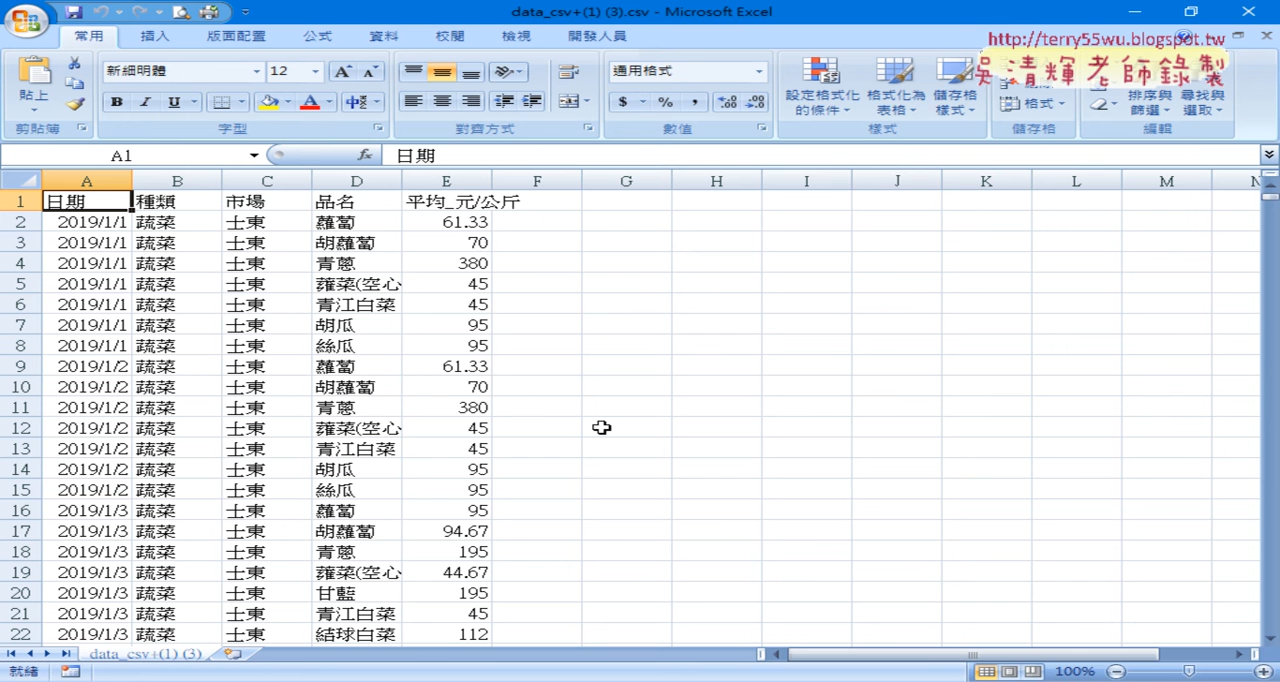 data_csv+(1) (3).csv - Microsoft Excel
常用 插入 版面配置 公式 資料 校閱 檢視 開發人員
http://terry55wu.blogspot.tw
吳清輝老師錄製
貼上 新細明體 12 通用格式 設定格式化的條件 格式化為表格 儲存格樣式 格式 排序與篩選 尋找與選取
剪貼簿 字型 對齊方式 數值 樣式 儲存格 編輯
A1 fx 日期
A B C D E F G H I J K L M N
1 日期 種類 市場 品名 平均_元/公斤
2 2019/1/1 蔬菜 士東 蘿蔔 61.33
3 2019/1/1 蔬菜 士東 胡蘿蔔 70
4 2019/1/1 蔬菜 士東 青蔥 380
5 2019/1/1 蔬菜 士東 蕹菜(空心 45
6 2019/1/1 蔬菜 士東 青江白菜 45
7 2019/1/1 蔬菜 士東 胡瓜 95
8 2019/1/1 蔬菜 士東 絲瓜 95
9 2019/1/2 蔬菜 士東 蘿蔔 61.33
10 2019/1/2 蔬菜 士東 胡蘿蔔 70
11 2019/1/2 蔬菜 士東 青蔥 380
12 2019/1/2 蔬菜 士東 蕹菜(空心 45
13 2019/1/2 蔬菜 士東 青江白菜 45
14 2019/1/2 蔬菜 士東 胡瓜 95
15 2019/1/2 蔬菜 士東 絲瓜 95
16 2019/1/3 蔬菜 士東 蘿蔔 95
17 2019/1/3 蔬菜 士東 胡蘿蔔 94.67
18 2019/1/3 蔬菜 士東 青蔥 195
19 2019/1/3 蔬菜 士東 蕹菜(空心 44.67
20 2019/1/3 蔬菜 士東 甘藍 195
21 2019/1/3 蔬菜 士東 青江白菜 45
22 2019/1/3 蔬菜 士東 結球白菜 112
data_csv+(1) (3)
就緒 100%